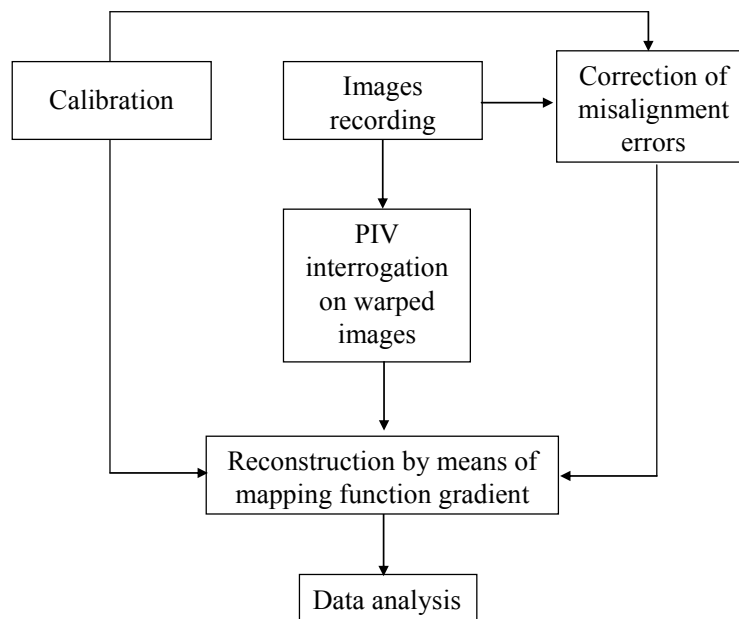 Calibration
Images
recording
Correction of
misalignment
errors
PIV
interrogation
on warped
images
Reconstruction by means of
mapping function gradient
Data analysis